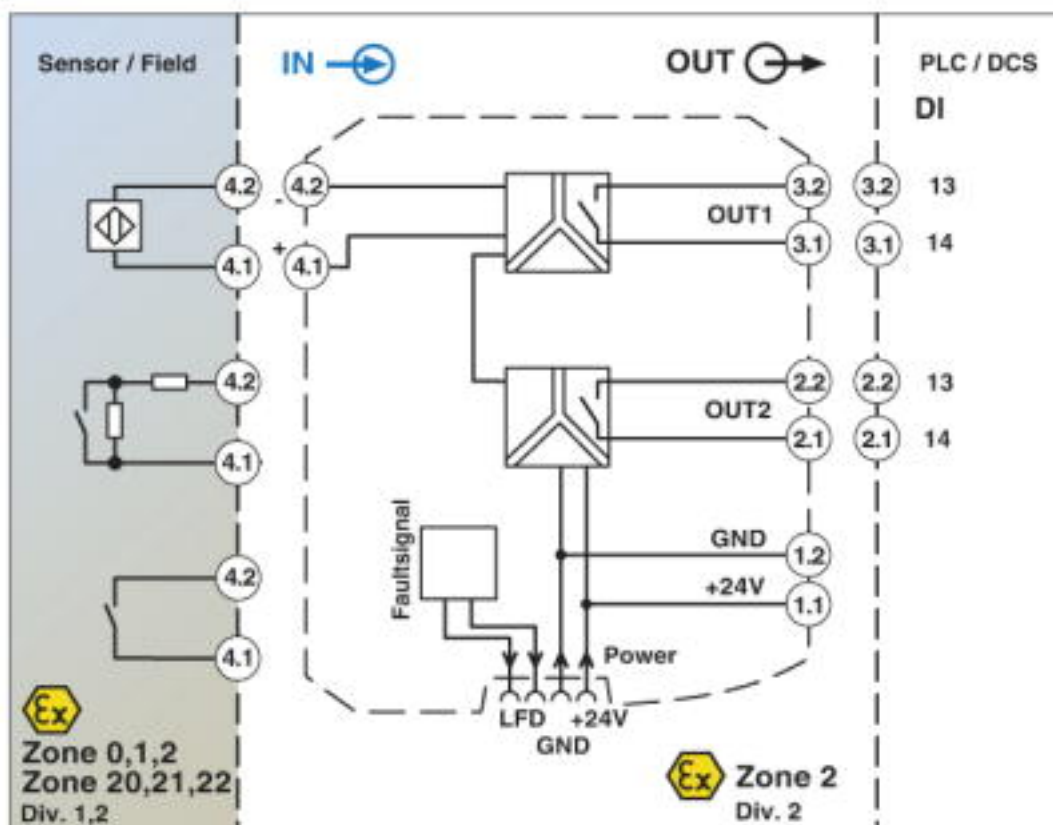 Sensor / Field
IN
OUT
PLC / DCS
DI
4.2
-
4.2
3.2
3.2
13
OUT1
4.1
+
4.1
3.1
3.1
14
4.2
2.2
2.2
13
OUT2
4.1
2.1
2.1
14
Faultsignal
GND
1.2
4.2
+24V
1.1
4.1
Power
LFD
+24V
GND
Ex
Zone 0,1,2
Zone 20,21,22
Div. 1,2
Ex
Zone 2
Div. 2